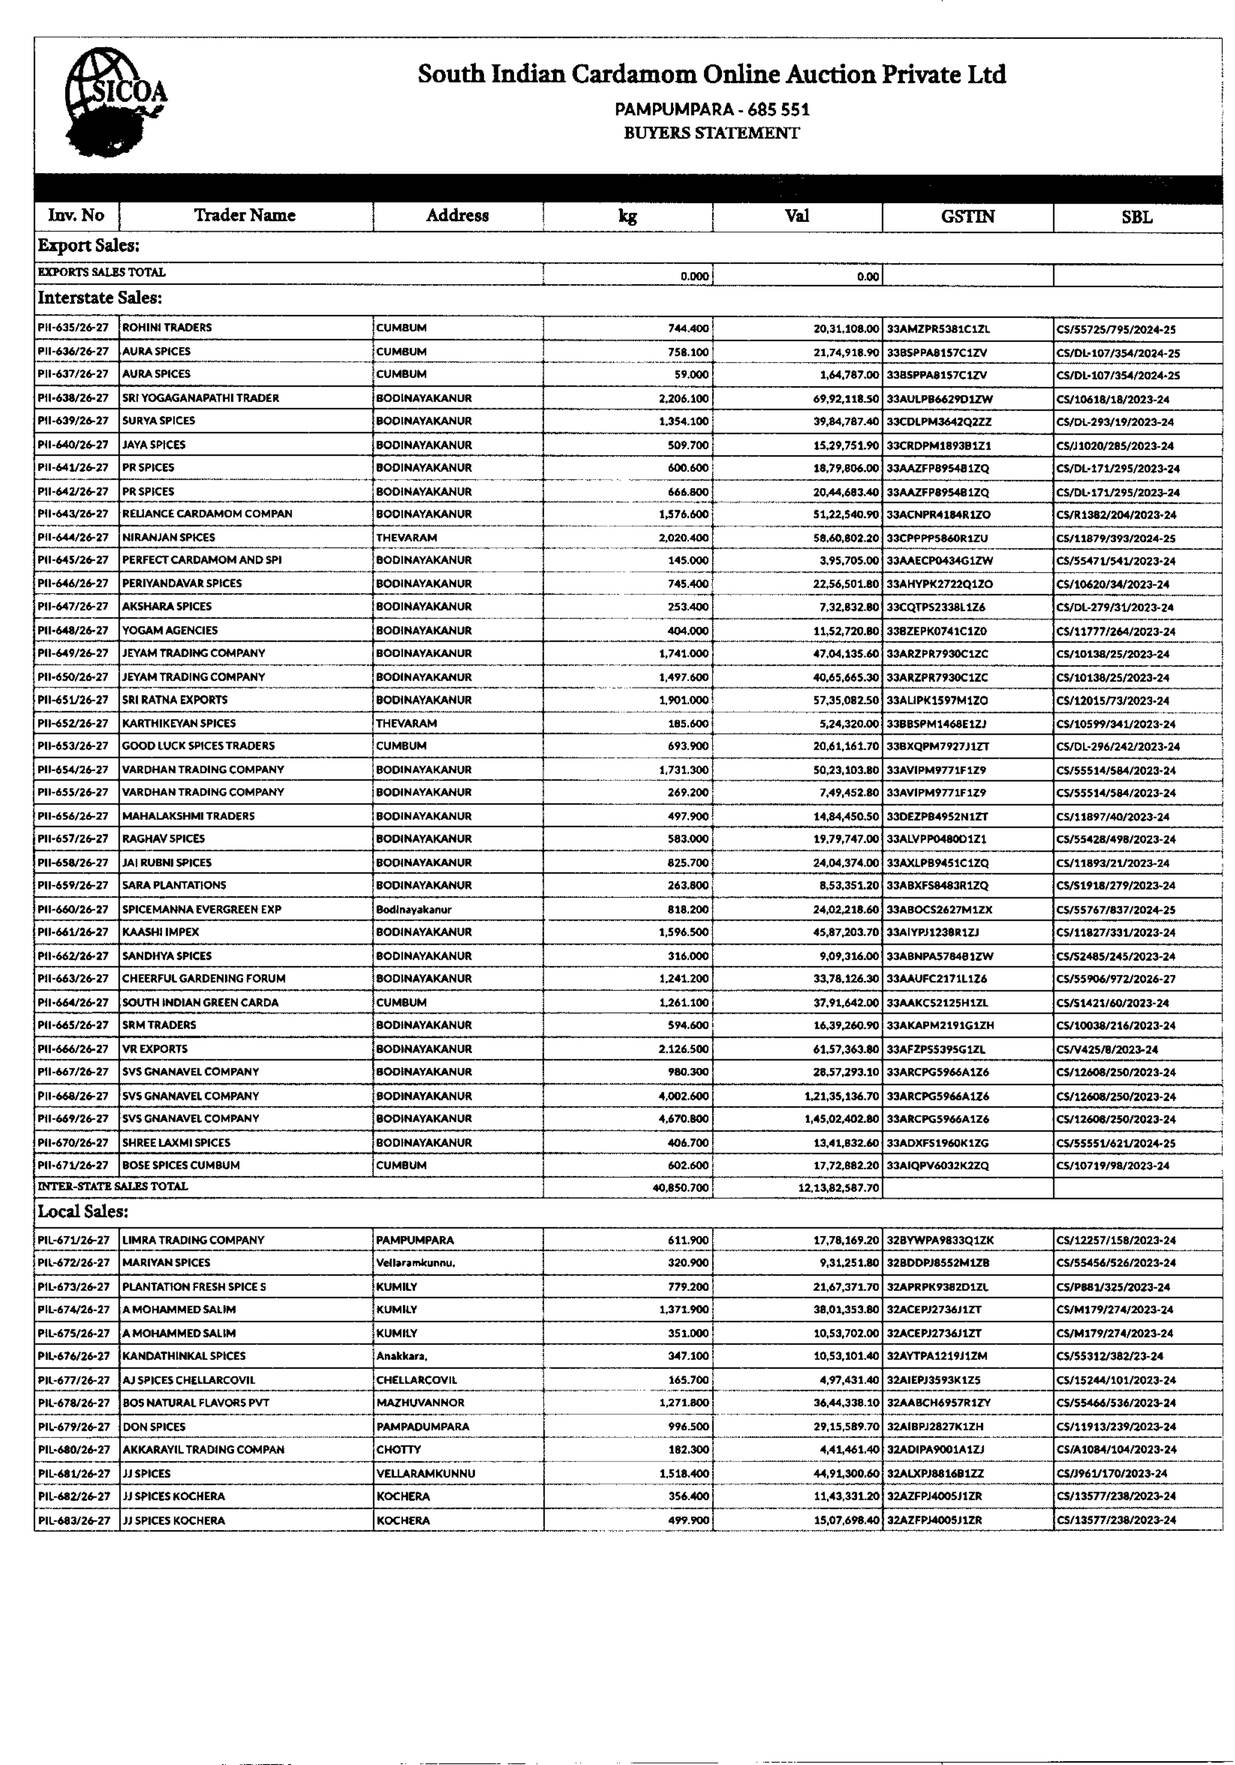 SICOA
South Indian Cardamom Online Auction Private Ltd
PAMPUMPARA - 685 551
BUYERS STATEMENT
Inv. No Trader Name Address kg Val GSTIN SBL
Export Sales:
EXPORTS SALES TOTAL 0.000 0.00
Interstate Sales:
PII-635/26-27 ROHINI TRADERS CUMBUM 744.400 20,31,108.00 33AMZPR5381C1ZL CS/55725/795/2024-25
PII-636/26-27 AURA SPICES CUMBUM 758.100 21,74,918.90 33BSPPA8157C1ZV CS/DL-107/354/2024-25
PII-637/26-27 AURA SPICES CUMBUM 59.000 1,64,787.00 33BSPPA8157C1ZV CS/DL-107/354/2024-25
PII-638/26-27 SRI YOGAGANAPATHI TRADER BODINAYAKANUR 2,206.100 69,92,118.50 33AULPB6629D1ZW CS/10618/18/2023-24
PII-639/26-27 SURYA SPICES BODINAYAKANUR 1,354.100 39,84,787.40 33CDLPM3642Q2ZZ CS/DL-293/19/2023-24
PII-640/26-27 JAYA SPICES BODINAYAKANUR 509.700 15,29,751.90 33CRDPM1893B1Z1 CS/J1020/285/2023-24
PII-641/26-27 PR SPICES BODINAYAKANUR 600.600 18,79,806.00 33AAZFP8954B1ZQ CS/DL-171/295/2023-24
PII-642/26-27 PR SPICES BODINAYAKANUR 666.800 20,44,683.40 33AAZFP8954B1ZQ CS/DL-171/295/2023-24
PII-643/26-27 RELIANCE CARDAMOM COMPAN BODINAYAKANUR 1,576.600 51,22,540.90 33ACNPR4184R1ZO CS/R1382/204/2023-24
PII-644/26-27 NIRANJAN SPICES THEVARAM 2,020.400 58,60,802.20 33CPPPP5860R1ZU CS/11879/393/2024-25
PII-645/26-27 PERFECT CARDAMOM AND SPI BODINAYAKANUR 145.000 3,95,705.00 33AAECP0434G1ZW CS/55471/541/2023-24
PII-646/26-27 PERIYANDAVAR SPICES BODINAYAKANUR 745.400 22,56,501.80 33AHYPK2722Q1ZO CS/10620/34/2023-24
PII-647/26-27 AKSHARA SPICES BODINAYAKANUR 253.400 7,32,832.80 33CQTPS2338L1Z6 CS/DL-279/31/2023-24
PII-648/26-27 YOGAM AGENCIES BODINAYAKANUR 404.000 11,52,720.80 33BZEPK0741C1Z0 CS/11777/264/2023-24
PII-649/26-27 JEYAM TRADING COMPANY BODINAYAKANUR 1,741.000 47,04,135.60 33ARZPR7930C1ZC CS/10138/25/2023-24
PII-650/26-27 JEYAM TRADING COMPANY BODINAYAKANUR 1,497.600 40,65,665.30 33ARZPR7930C1ZC CS/10138/25/2023-24
PII-651/26-27 SRI RATNA EXPORTS BODINAYAKANUR 1,901.000 57,35,082.50 33ALIPK1597M1ZO CS/12015/73/2023-24
PII-652/26-27 KARTHIKEYAN SPICES THEVARAM 185.600 5,24,320.00 33BBSPM1468E1ZJ CS/10599/341/2023-24
PII-653/26-27 GOOD LUCK SPICES TRADERS CUMBUM 693.900 20,61,161.70 33BXQPM7927J1ZT CS/DL-296/242/2023-24
PII-654/26-27 VARDHAN TRADING COMPANY BODINAYAKANUR 1,731.300 50,23,103.80 33AVIPM9771F1Z9 CS/55514/584/2023-24
PII-655/26-27 VARDHAN TRADING COMPANY BODINAYAKANUR 269.200 7,49,452.80 33AVIPM9771F1Z9 CS/55514/584/2023-24
PII-656/26-27 MAHALAKSHMI TRADERS BODINAYAKANUR 497.900 14,84,450.50 33DEZPB4952N1ZT CS/11897/40/2023-24
PII-657/26-27 RAGHAV SPICES BODINAYAKANUR 583.000 19,79,747.00 33ALVPP0480D1Z1 CS/55428/498/2023-24
PII-658/26-27 JAI RUBNI SPICES BODINAYAKANUR 825.700 24,04,374.00 33AXLPB9451C1ZQ CS/11893/21/2023-24
PII-659/26-27 SARA PLANTATIONS BODINAYAKANUR 263.800 8,53,351.20 33ABXFS8483R1ZQ CS/S1918/279/2023-24
PII-660/26-27 SPICEMANNA EVERGREEN EXP Bodinayakanur 818.200 24,02,218.60 33ABOCS2627M1ZX CS/55767/837/2024-25
PII-661/26-27 KAASHI IMPEX BODINAYAKANUR 1,596.500 45,87,203.70 33AIYPJ1238R1ZJ CS/11827/331/2023-24
PII-662/26-27 SANDHYA SPICES BODINAYAKANUR 316.000 9,09,316.00 33ABNPA5784B1ZW CS/S2485/245/2023-24
PII-663/26-27 CHEERFUL GARDENING FORUM BODINAYAKANUR 1,241.200 33,78,126.30 33AAUFC2171L1Z6 CS/55906/972/2026-27
PII-664/26-27 SOUTH INDIAN GREEN CARDA CUMBUM 1,261.100 37,91,642.00 33AAKCS2125H1ZL CS/S1421/60/2023-24
PII-665/26-27 SRM TRADERS BODINAYAKANUR 594.600 16,39,260.90 33AKAPM2191G1ZH CS/10038/216/2023-24
PII-666/26-27 VR EXPORTS BODINAYAKANUR 2,126.500 61,57,363.80 33AFZPS5395G1ZL CS/V425/8/2023-24
PII-667/26-27 SVS GNANAVEL COMPANY BODINAYAKANUR 980.300 28,57,293.10 33ARCPG5966A1Z6 CS/12608/250/2023-24
PII-668/26-27 SVS GNANAVEL COMPANY BODINAYAKANUR 4,002.600 1,21,35,136.70 33ARCPG5966A1Z6 CS/12608/250/2023-24
PII-669/26-27 SVS GNANAVEL COMPANY BODINAYAKANUR 4,670.800 1,45,02,402.80 33ARCPG5966A1Z6 CS/12608/250/2023-24
PII-670/26-27 SHREE LAXMI SPICES BODINAYAKANUR 406.700 13,41,832.60 33ADXFS1960K1ZG CS/55551/621/2024-25
PII-671/26-27 BOSE SPICES CUMBUM CUMBUM 602.600 17,72,882.20 33AIQPV6032K2ZQ CS/10719/98/2023-24
INTER-STATE SALES TOTAL 40,850.700 12,13,82,587.70
Local Sales:
PIL-671/26-27 LIMRA TRADING COMPANY PAMPUMPARA 611.900 17,78,169.20 32BYWPA9833Q1ZK CS/12257/158/2023-24
PIL-672/26-27 MARIYAN SPICES Vellaramkunnu, 320.900 9,31,251.80 32BDDPJ8552M1ZB CS/55456/526/2023-24
PIL-673/26-27 PLANTATION FRESH SPICE S KUMILY 779.200 21,67,371.70 32APRPK9382D1ZL CS/P881/325/2023-24
PIL-674/26-27 A MOHAMMED SALIM KUMILY 1,371.900 38,01,353.80 32ACEPJ2736J1ZT CS/M179/274/2023-24
PIL-675/26-27 A MOHAMMED SALIM KUMILY 351.000 10,53,702.00 32ACEPJ2736J1ZT CS/M179/274/2023-24
PIL-676/26-27 KANDATHINKAL SPICES Anakkara, 347.100 10,53,101.40 32AYTPA1219J1ZM CS/55312/382/23-24
PIL-677/26-27 AJ SPICES CHELLARCOVIL CHELLARCOVIL 165.700 4,97,431.40 32AIEPJ3593K1Z5 CS/15244/101/2023-24
PIL-678/26-27 BOS NATURAL FLAVORS PVT MAZHUVANNOR 1,271.800 36,44,338.10 32AABCH6957R1ZY CS/55466/536/2023-24
PIL-679/26-27 DON SPICES PAMPADUMPARA 996.500 29,15,589.70 32AIBPJ2827K1ZH CS/11913/239/2023-24
PIL-680/26-27 AKKARAYIL TRADING COMPAN CHOTTY 182.300 4,41,461.40 32ADIPA9001A1ZJ CS/A1084/104/2023-24
PIL-681/26-27 JJ SPICES VELLARAMKUNNU 1,518.400 44,91,300.60 32ALXPJ8816B1ZZ CS/J961/170/2023-24
PIL-682/26-27 JJ SPICES KOCHERA KOCHERA 356.400 11,43,331.20 32AZFPJ4005J1ZR CS/13577/238/2023-24
PIL-683/26-27 JJ SPICES KOCHERA KOCHERA 499.900 15,07,698.40 32AZFPJ4005J1ZR CS/13577/238/2023-24